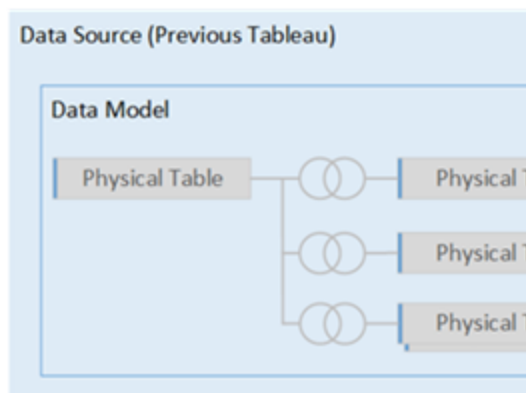 Data Source (Previous Tableau)
Data Model
Physical Table
Physical
Physical
Physical